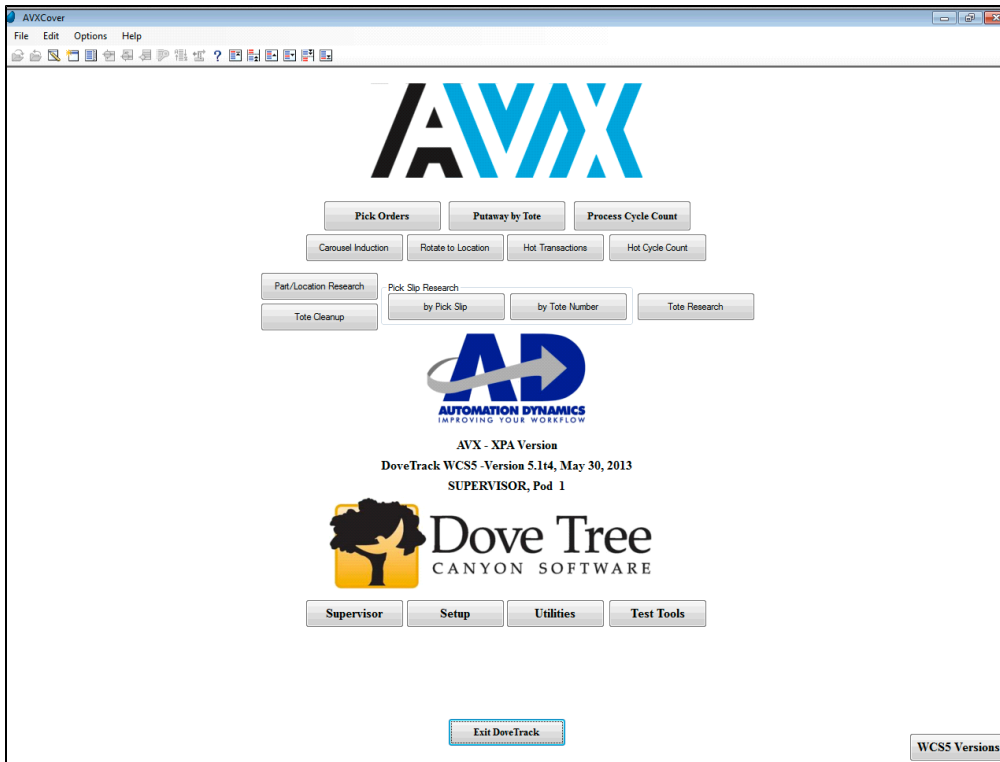 AVXCover
File Edit Options Help
AVX
Pick Orders Putaway by Tote Process Cycle Count
Carousel Induction Rotate to Location Hot Transactions Hot Cycle Count
Part/Location Research
Pick Slip Research
by Pick Slip by Tote Number Tote Research
Tote Cleanup
AD
AUTOMATION DYNAMICS
IMPROVING YOUR WORKFLOW
AVX - XPA Version
DoveTrack WCS5 -Version 5.1t4, May 30, 2013
SUPERVISOR, Pod 1
Dove Tree
CANYON SOFTWARE
Supervisor Setup Utilities Test Tools
Exit DoveTrack
WCS5 Versions